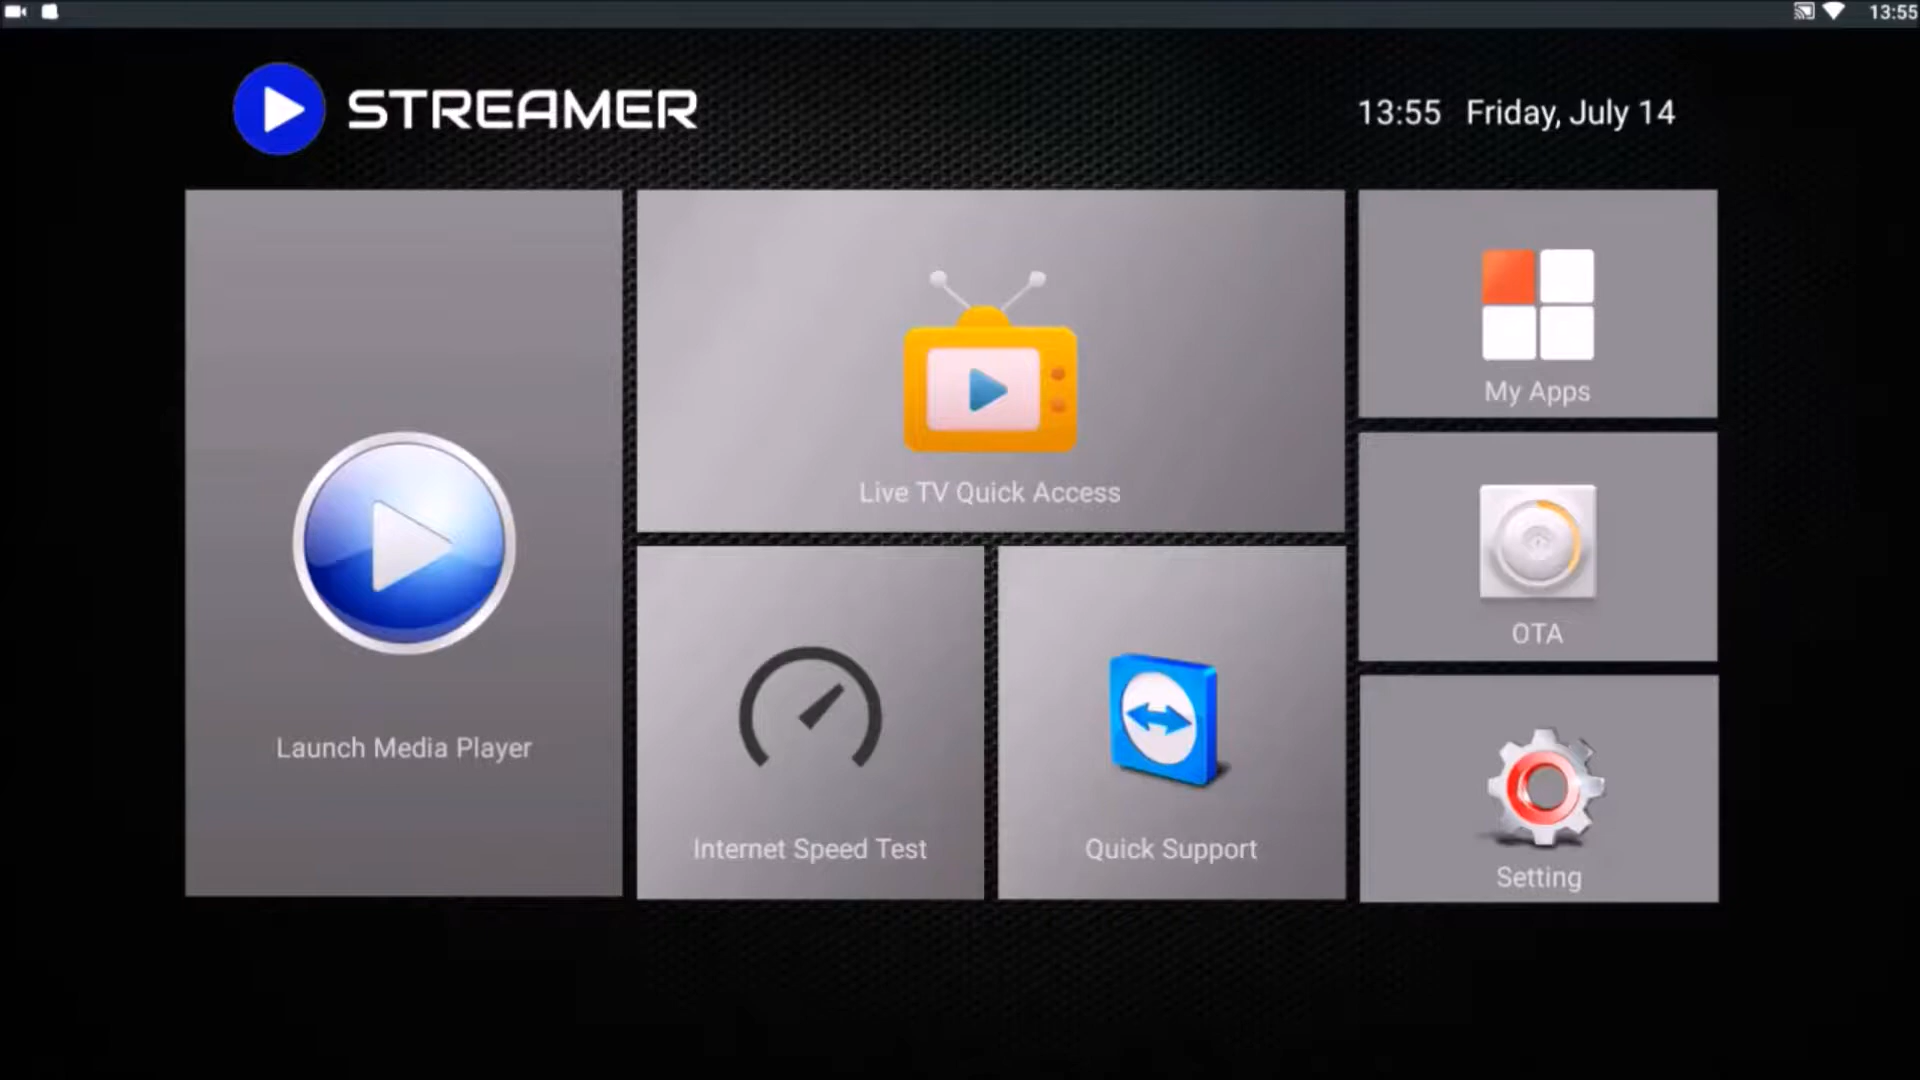 13:55
STREAMER
13:55 Friday, July 14
Launch Media Player
Live TV Quick Access
My Apps
OTA
Internet Speed Test
Quick Support
Setting